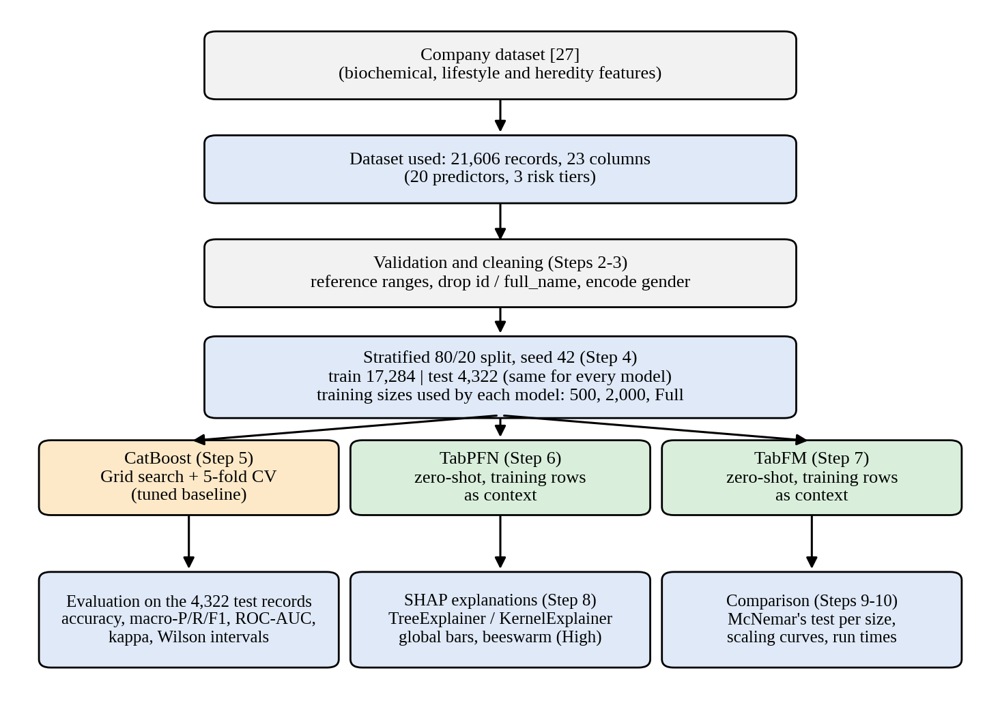 Company dataset [27]
(biochemical, lifestyle and heredity features)
Dataset used: 21,606 records, 23 columns
(20 predictors, 3 risk tiers)
Validation and cleaning (Steps 2-3)
reference ranges, drop id / full_name, encode gender
Stratified 80/20 split, seed 42 (Step 4)
train 17,284 | test 4,322 (same for every model)
training sizes used by each model: 500, 2,000, Full
CatBoost (Step 5)
Grid search + 5-fold CV
(tuned baseline)
TabPFN (Step 6)
zero-shot, training rows
as context
TabFM (Step 7)
zero-shot, training rows
as context
Evaluation on the 4,322 test records
accuracy, macro-P/R/F1, ROC-AUC,
kappa, Wilson intervals
SHAP explanations (Step 8)
TreeExplainer / KernelExplainer
global bars, beeswarm (High)
Comparison (Steps 9-10)
McNemar's test per size,
scaling curves, run times